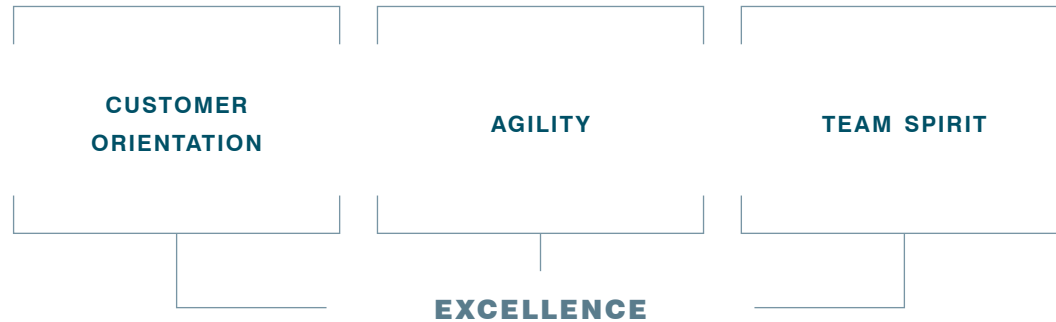 CUSTOMER
ORIENTATION
AGILITY
TEAM SPIRIT
EXCELLENCE